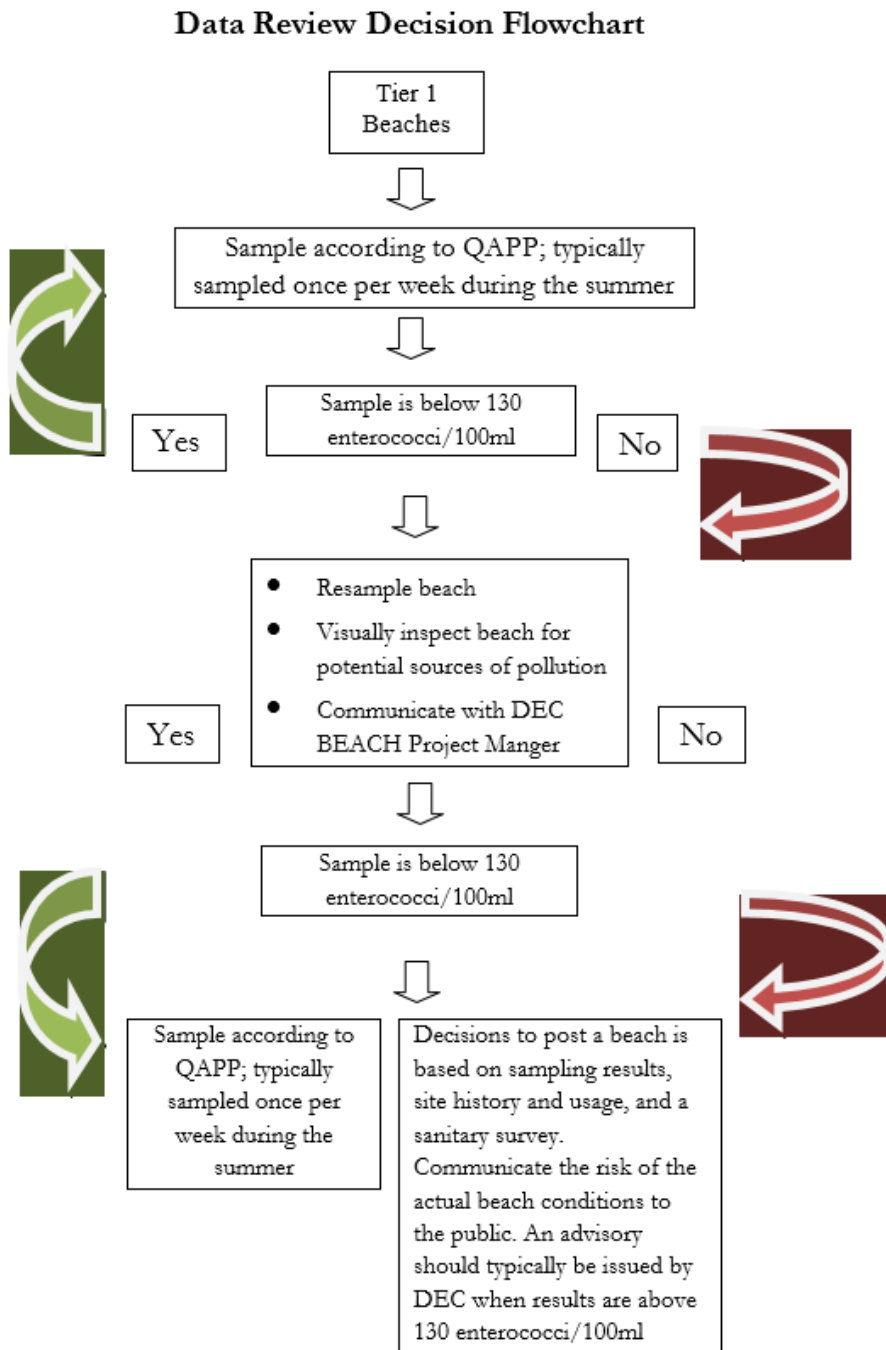 Data Review Decision Flowchart
Tier 1
Beaches
Sample according to QAPP; typically
sampled once per week during the summer
Sample is below 130
enterococci/100ml
Yes
No
• Resample beach
• Visually inspect beach for
potential sources of pollution
• Communicate with DEC
BEACH Project Manger
Yes
No
Sample is below 130
enterococci/100ml
Sample according to
QAPP; typically
sampled once per
week during the
summer
Decisions to post a beach is
based on sampling results,
site history and usage, and a
sanitary survey.
Communicate the risk of the
actual beach conditions to
the public. An advisory
should typically be issued by
DEC when results are above
130 enterococci/100ml